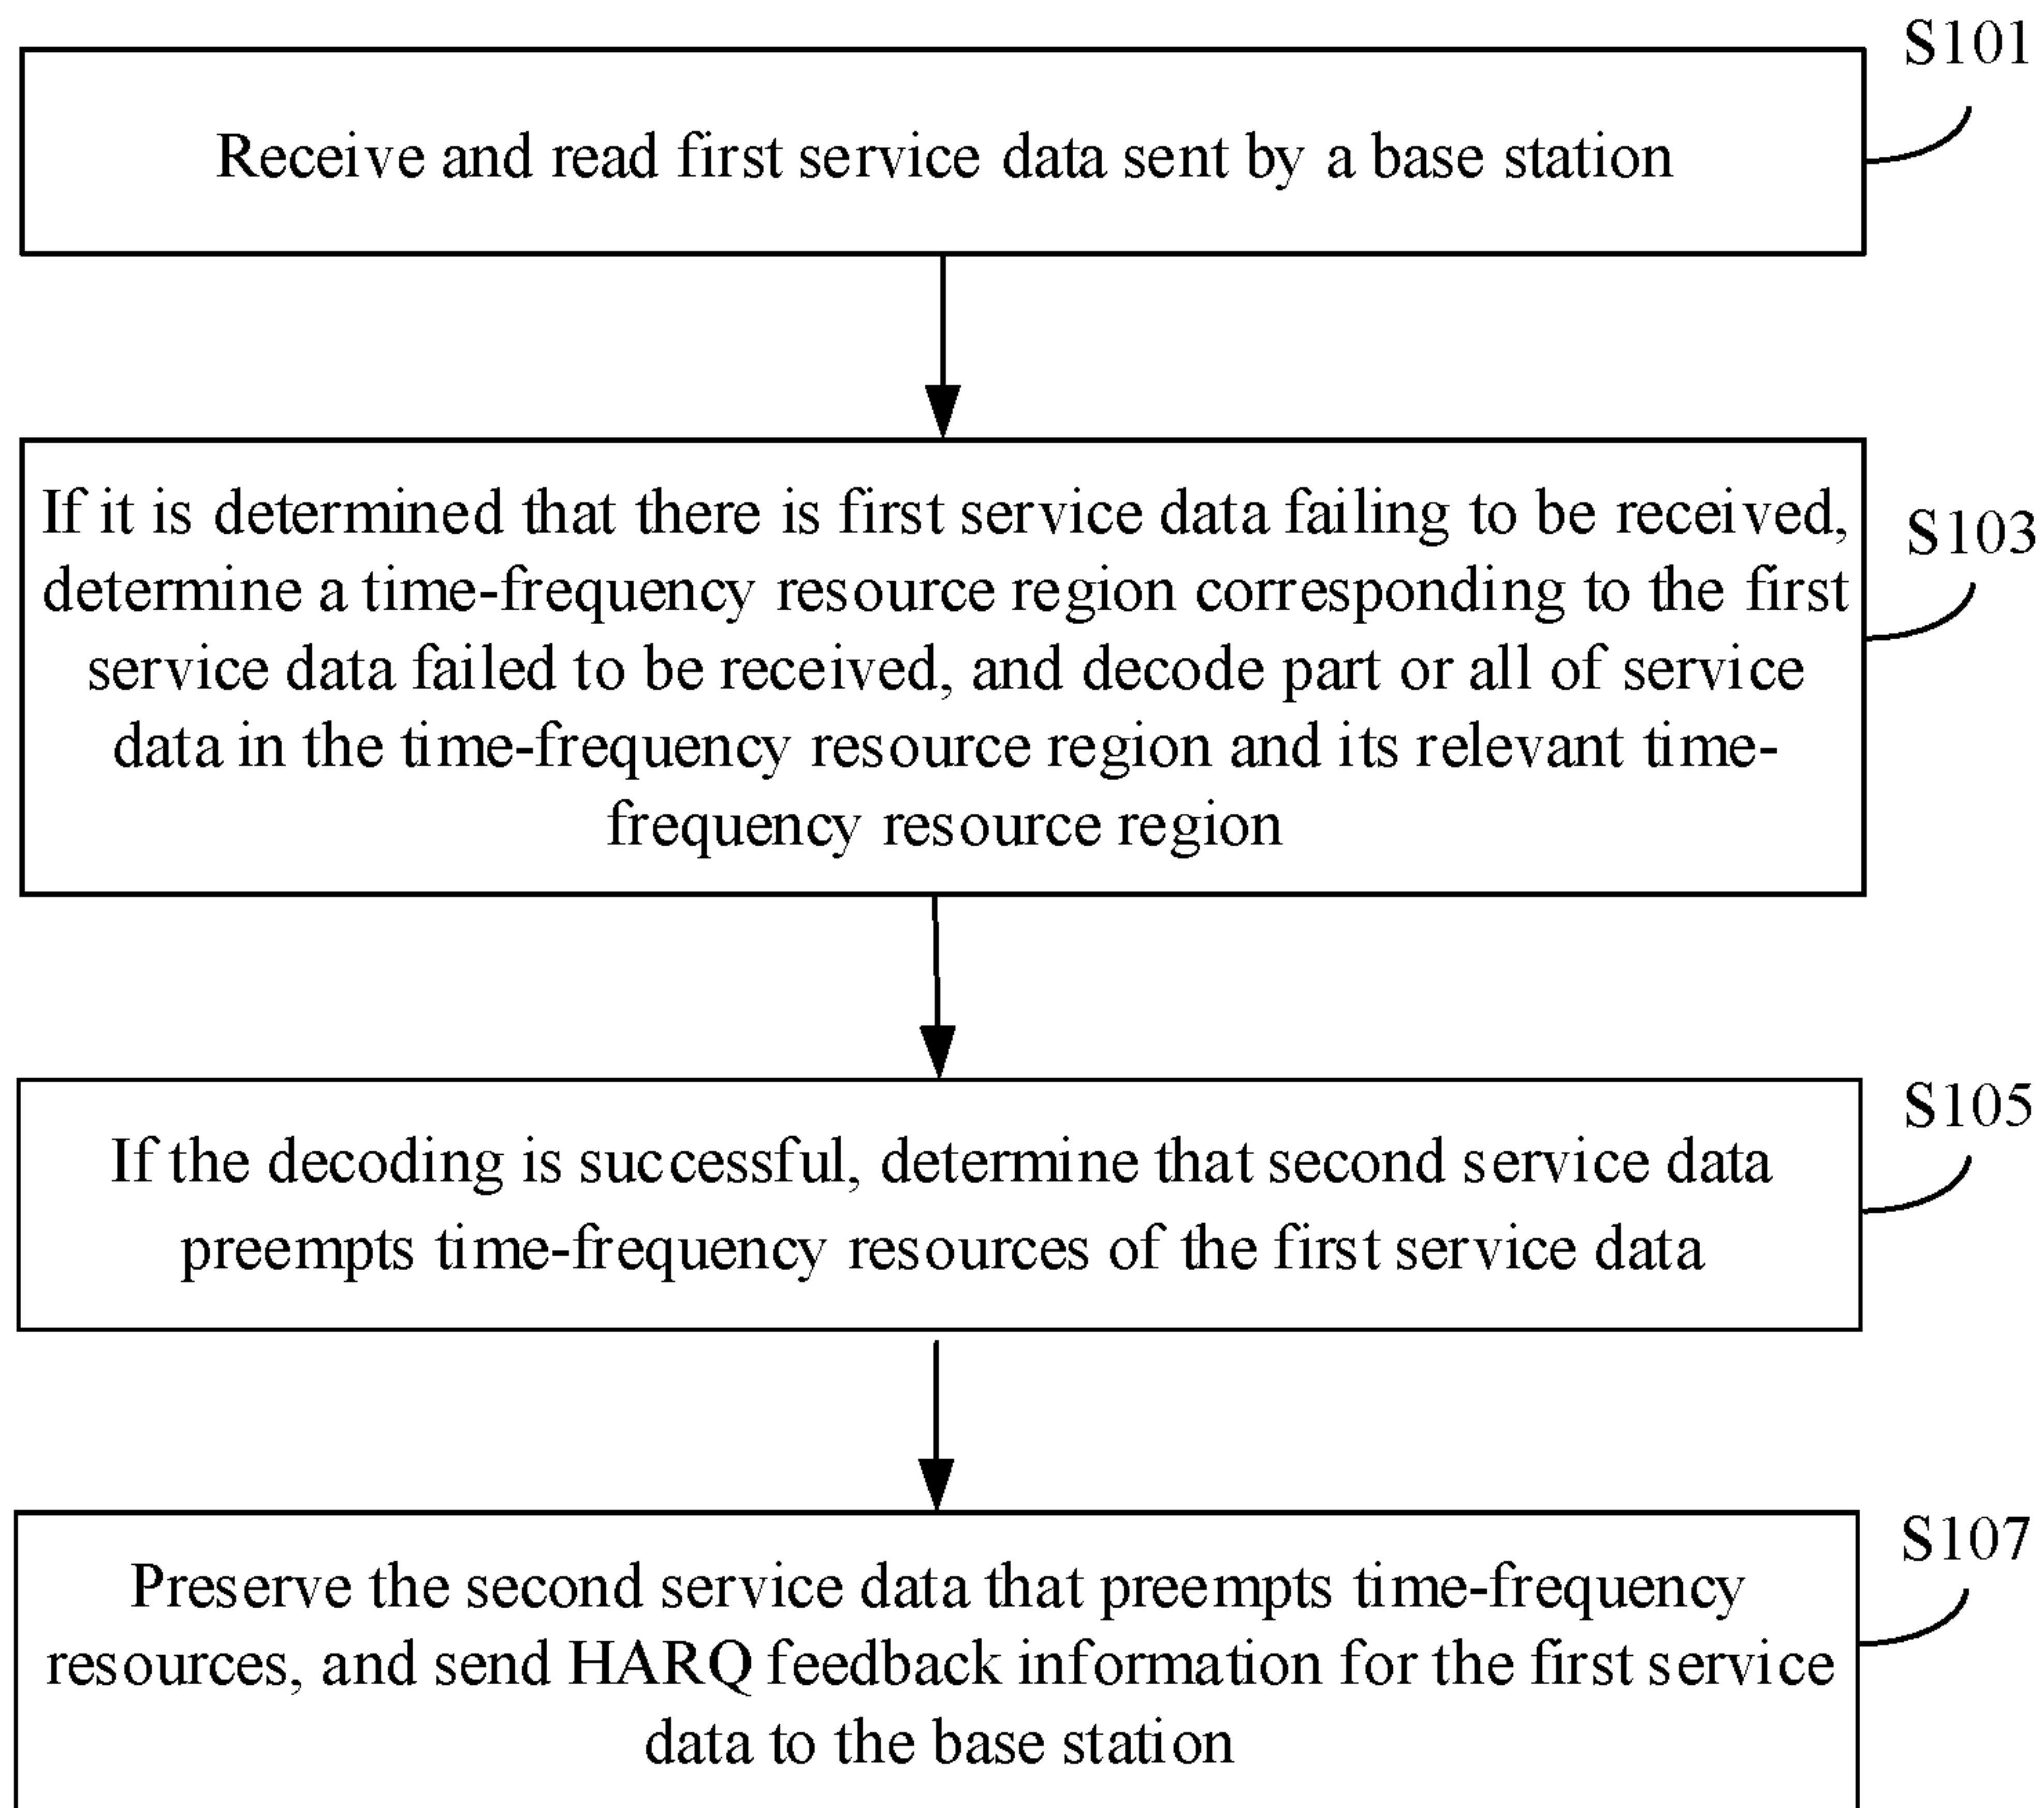 S101
Receive and read first service data sent by a base station
If it is determined that there is first service data failing to be received,
determine a time-frequency resource region corresponding to the first
service data failed to be received, and decode part or all of service
data in the time-frequency resource region and its relevant time-
frequency resource region
S103
If the decoding is successful, determine that second service data
preempts time-frequency resources of the first service data
S105
Preserve the second service data that preempts time-frequency
resources, and send HARQ feedback information for the first service
data to the base station
S107